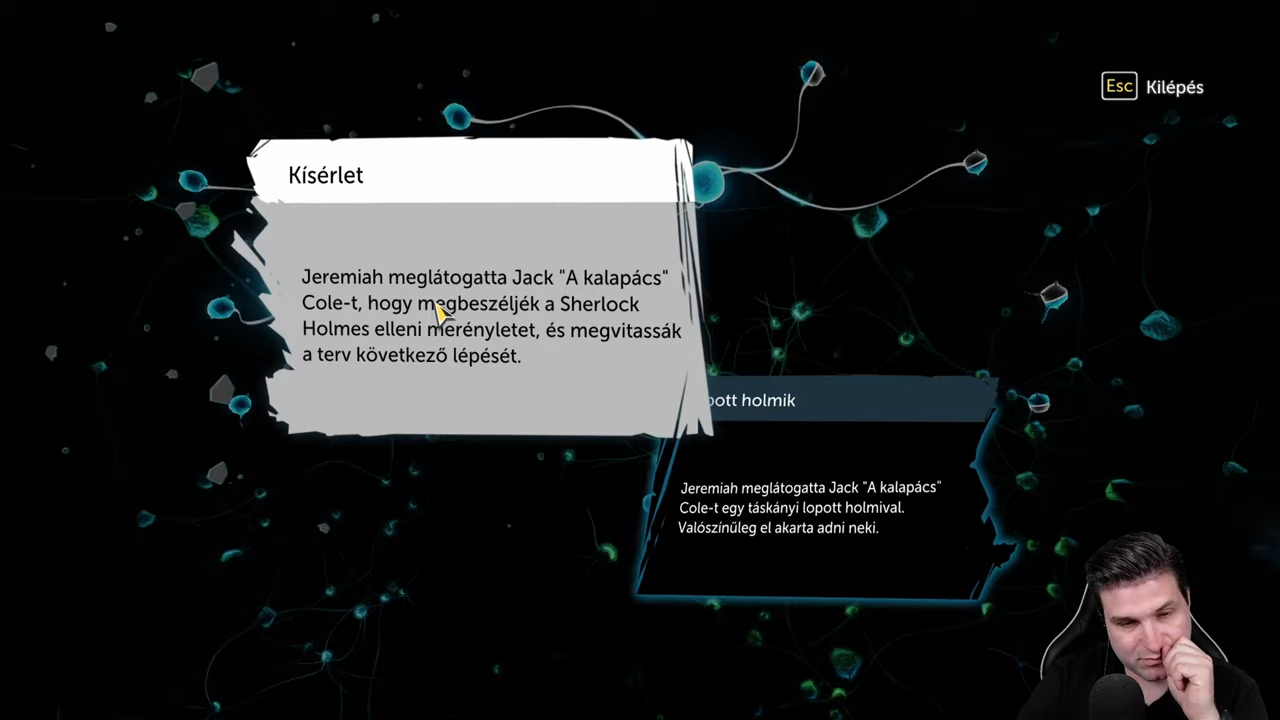 Esc Kilépés
Kísérlet
Jeremiah meglátogatta Jack "A kalapács"
Cole-t, hogy megbeszéljék a Sherlock
Holmes elleni merényletet, és megvitassák
a terv következő lépését.
holmik
Jeremiah meglátogatta Jack "A kalapács"
Cole-t egy táskányi lopott holmival.
Valószínűleg el akarta adni neki.